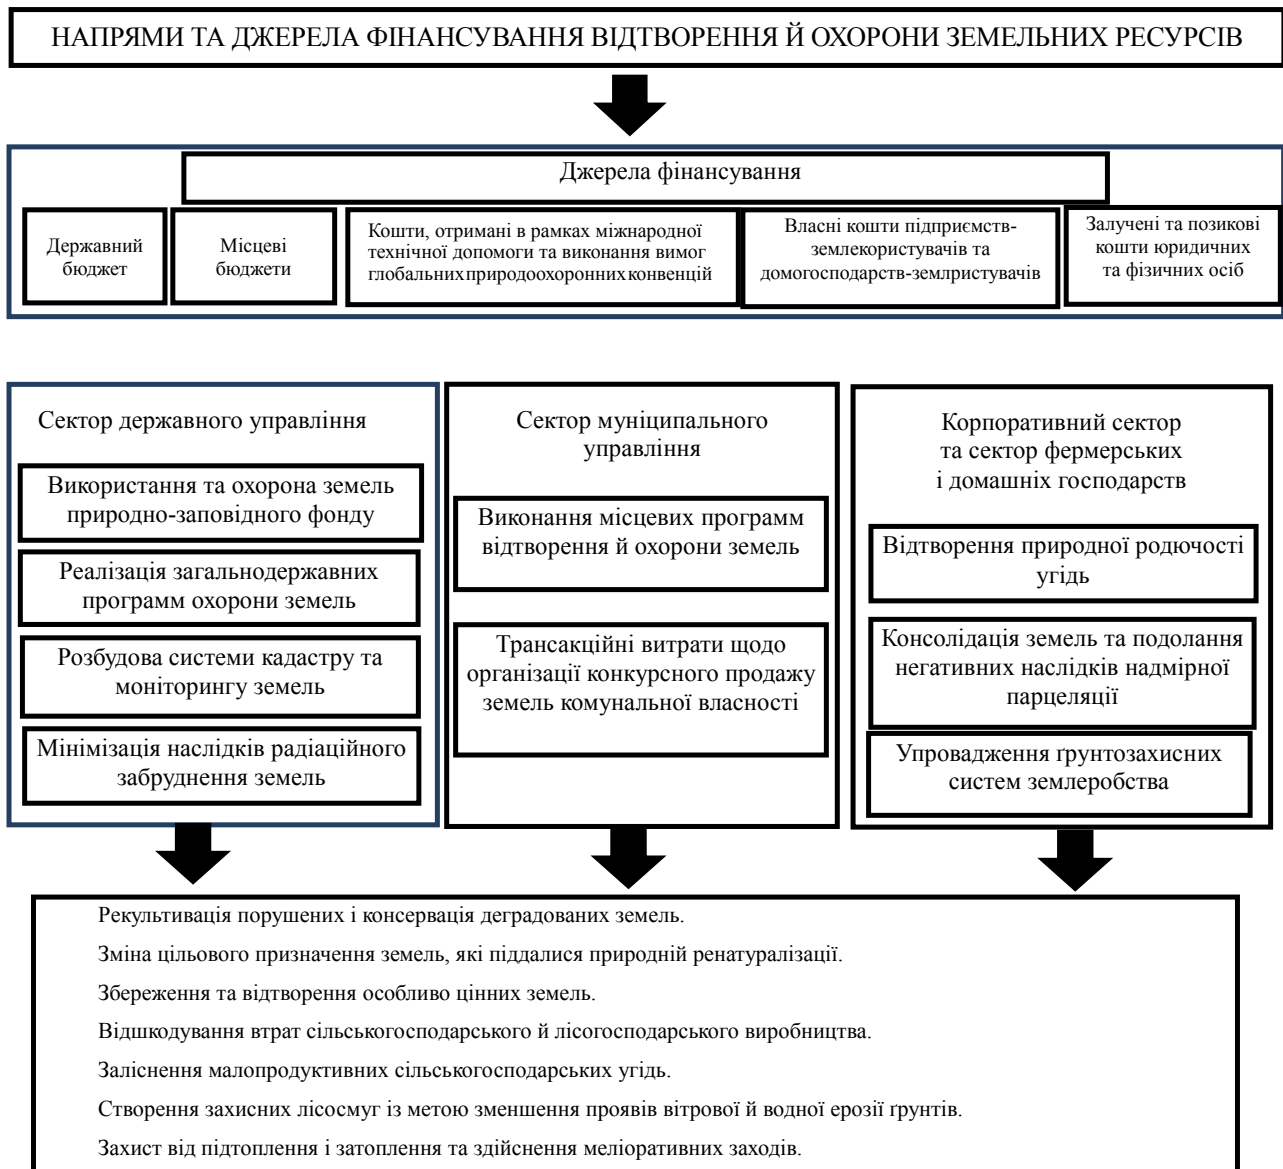 НАПРЯМИ ТА ДЖЕРЕЛА ФІНАНСУВАННЯ ВІДТВОРЕННЯ Й ОХОРОНИ ЗЕМЕЛЬНИХ РЕСУРСІВ
Джерела фінансування
Державний
бюджет
Місцеві
бюджети
Кошти, отримані в рамках міжнародної
технічної допомоги та виконання вимог
глобальних природоохоронних конвенцій
Власні кошти підприємств-
землекористувачів та
домогосподарств-землристувачів
Залучені та позикові
кошти юридичних
та фізичних осіб
Сектор державного управління
Використання та охорона земель
природно-заповідного фонду
Реалізація загальнодержавних
программ охорони земель
Розбудова системи кадастру та
моніторингу земель
Мінімізація наслідків радіаційного
забруднення земель
Сектор муніципального
управління
Виконання місцевих программ
відтворення й охорони земель
Трансакційні витрати щодо
організації конкурсного продажу
земель комунальної власності
Корпоративний сектор
та сектор фермерських
і домашніх господарств
Відтворення природної родючості
угідь
Консолідація земель та подолання
негативних наслідків надмірної
парцеляції
Упровадження ґрунтозахисних
систем землеробства
Рекультивація порушених і консервація деградованих земель.
Зміна цільового призначення земель, які піддалися природній ренатуралізації.
Збереження та відтворення особливо цінних земель.
Відшкодування втрат сільськогосподарського й лісогосподарського виробництва.
Заліснення малопродуктивних сільськогосподарських угідь.
Створення захисних лісосмуг із метою зменшення проявів вітрової й водної ерозії ґрунтів.
Захист від підтоплення і затоплення та здійснення меліоративних заходів.